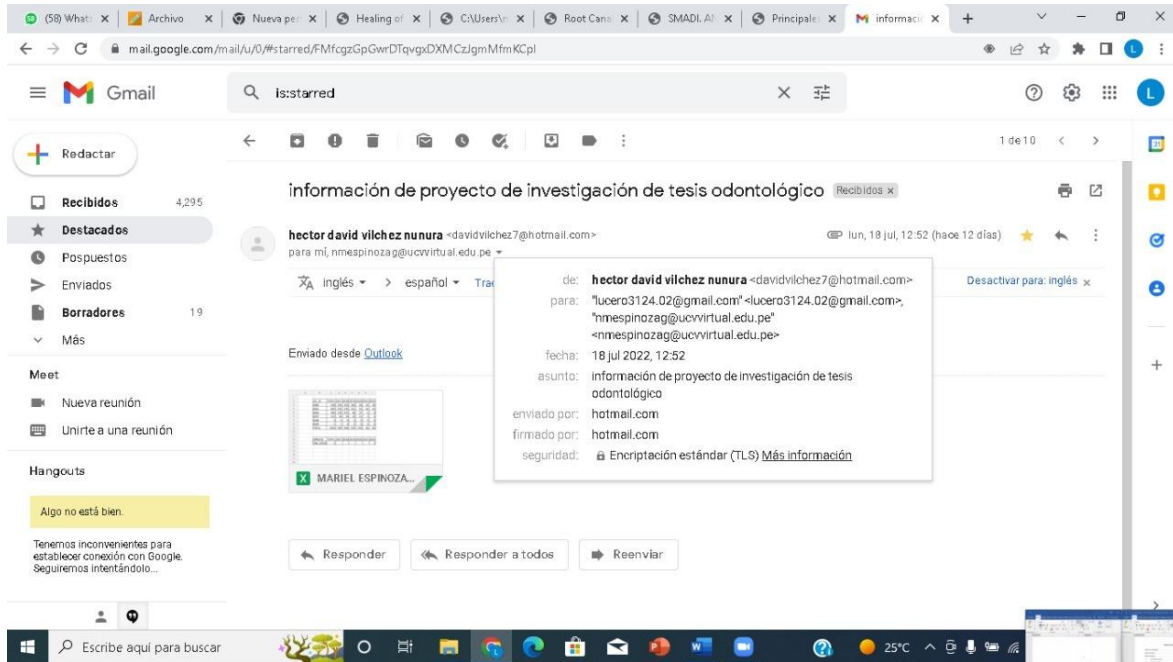 (58) What:
Archivo
Nueva pe
Healing of
C:\Users\
Root Cana
SMADI. A
Principale
informaci
mail.google.com/mail/u/0/#starred/FMfcgzGpGwrDTqvgxDXMCzJgmMfmKCpl
Gmail
is:starred
L
Redactar
1 de 10
Recibidos 4,295
Destacados
Pospuestos
Enviados
Borradores 19
Más
información de proyecto de investigación de tesis odontológico Recibidos x
hector david vilchez nunura <davidvilchez7@hotmail.com> lun, 18 jul, 12:52 (hace 12 días)
para mí, nmespinozag@ucvvirtual.edu.pe
inglés > español Trac Desactivar para: inglés x
Enviado desde Outlook
de: hector david vilchez nunura <davidvilchez7@hotmail.com>
para: "lucero3124.02@gmail.com" <lucero3124.02@gmail.com>,
"nmespinozag@ucvvirtual.edu.pe"
<nmespinozag@ucvvirtual.edu.pe>
fecha: 18 jul 2022, 12:52
asunto: información de proyecto de investigación de tesis
odontológico
enviado por: hotmail.com
firmado por: hotmail.com
seguridad: Encriptación estándar (TLS) Más información
X MARIEL ESPINOZA...
Responder
Responder a todos
Reenviar
Meet
Nueva reunión
Unirte a una reunión
Hangouts
Algo no está bien.
Tenemos inconvenientes para
establecer conexión con Google.
Seguiremos intentándolo...
Escribe aquí para buscar
25°C